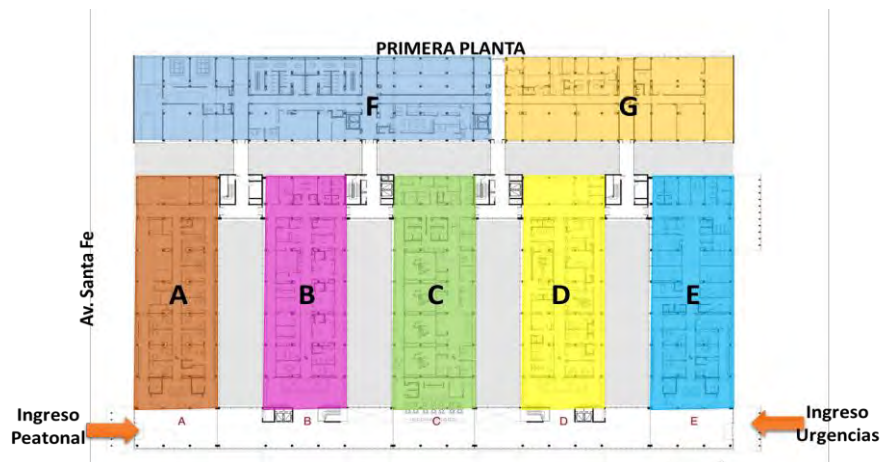 PRIMERA PLANTA
F
G
Av. Santa Fe
A
B
C
D
E
Ingreso
Peatonal
A
B
C
D
E
Ingreso
Urgencias